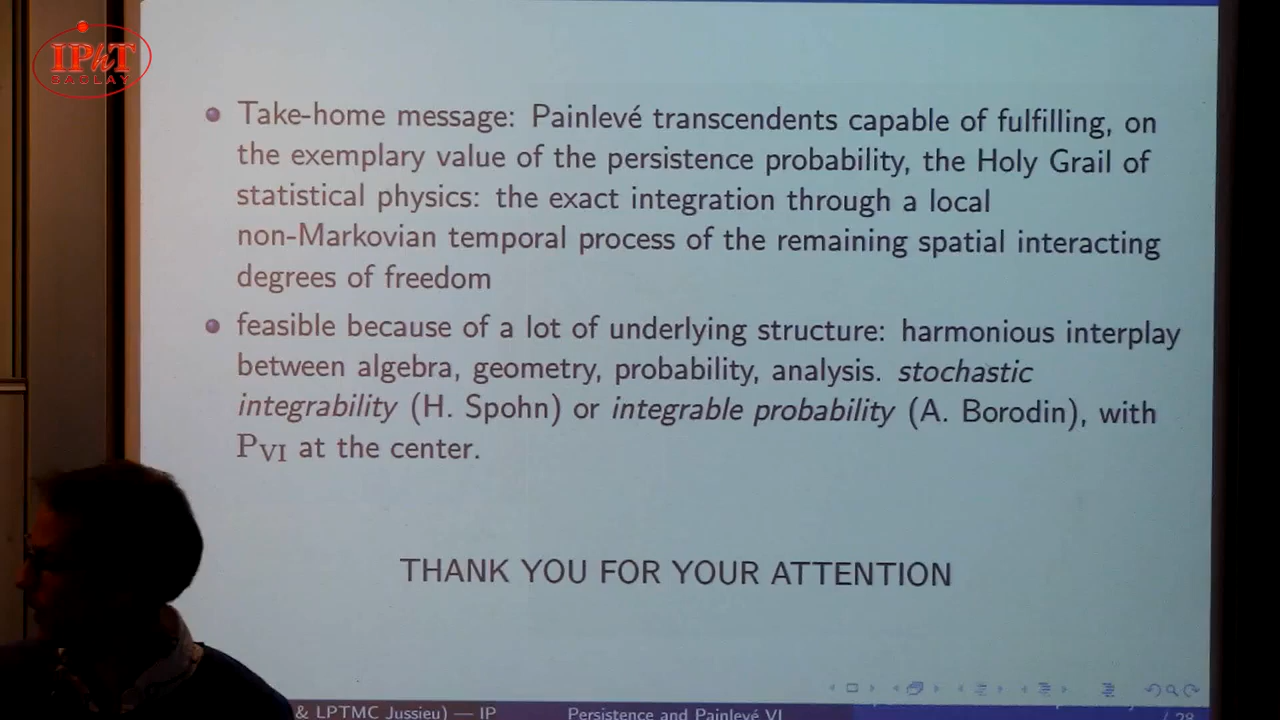 IPhT
SACLAY
Take-home message: Painlevé transcendents capable of fulfilling, on
the exemplary value of the persistence probability, the Holy Grail of
statistical physics: the exact integration through a local
non-Markovian temporal process of the remaining spatial interacting
degrees of freedom
feasible because of a lot of underlying structure: harmonious interplay
between algebra, geometry, probability, analysis. stochastic
integrability (H. Spohn) or integrable probability (A. Borodin), with
PVI at the center.
THANK YOU FOR YOUR ATTENTION
& LPTMC Jussieu) — IP
Persistence and Painlevé VI
/ 28